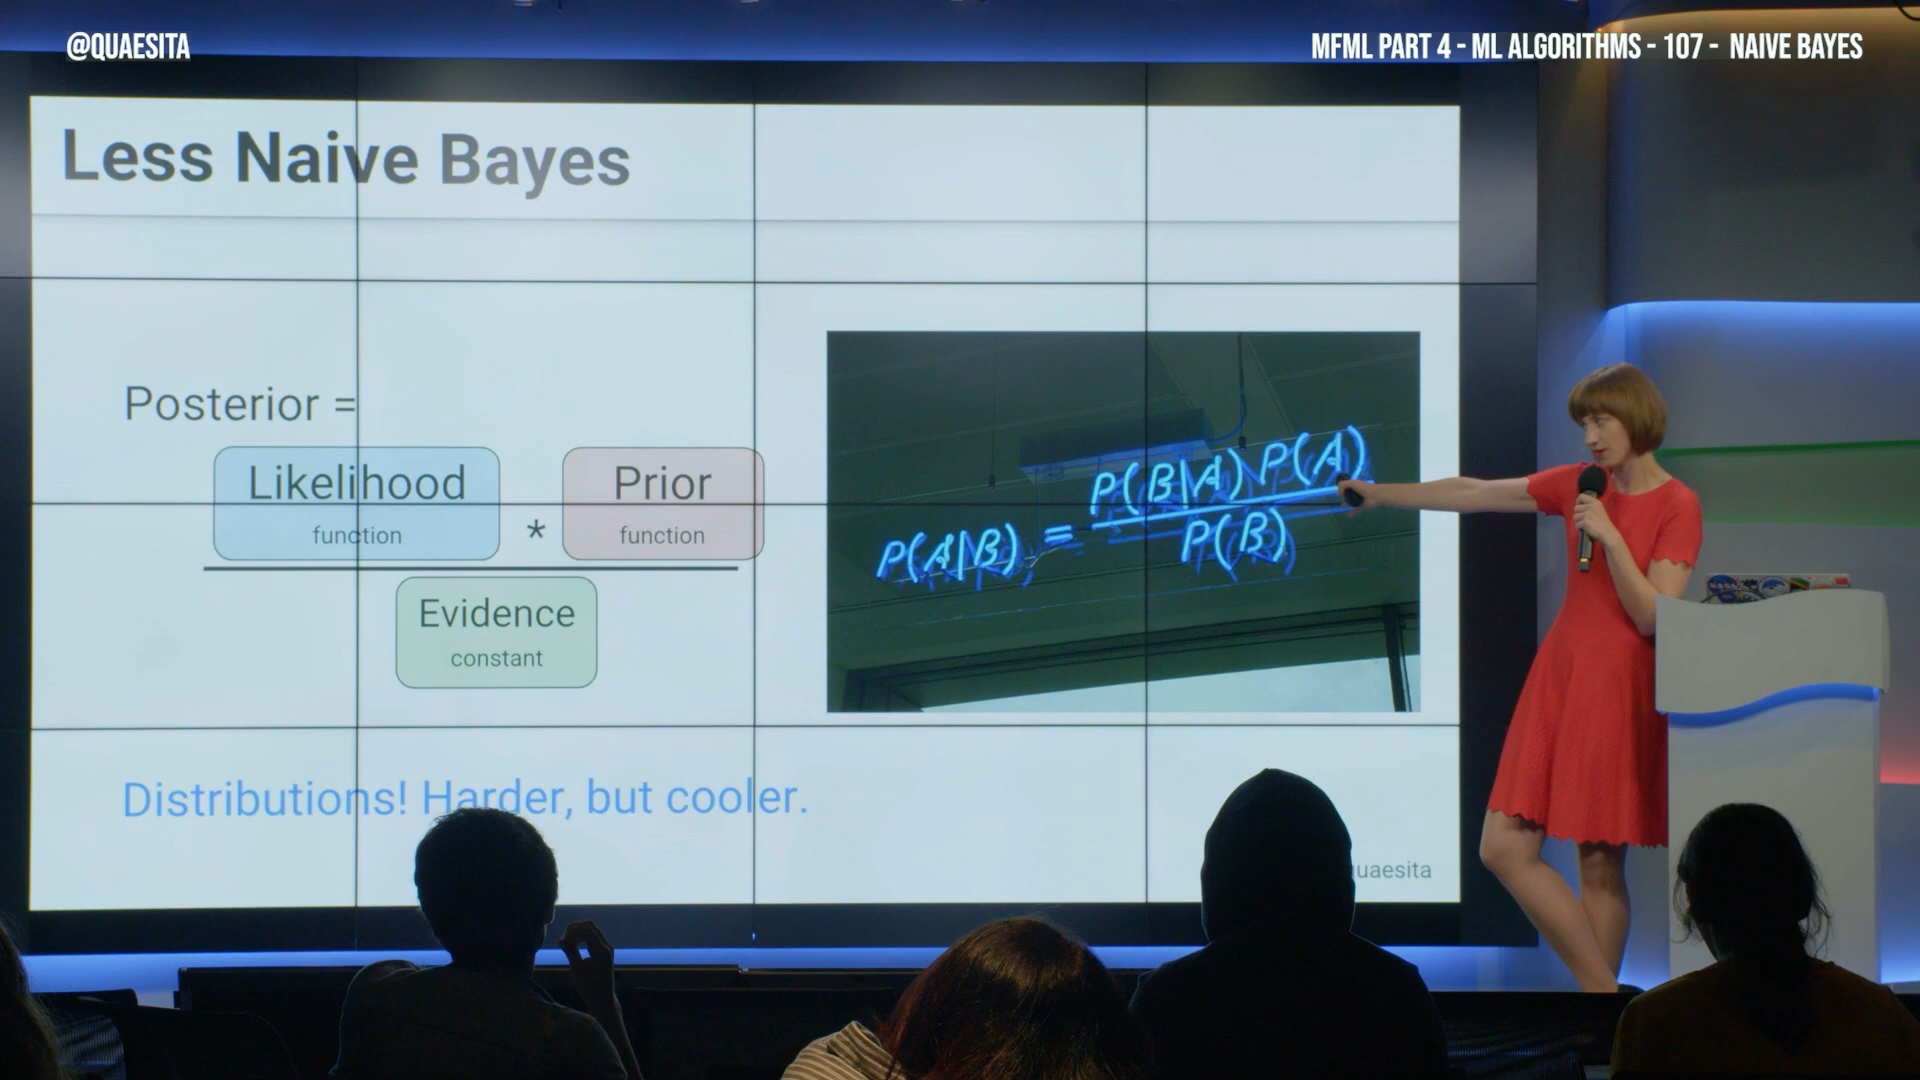 @QUAESITA
MFML PART 4 - ML ALGORITHMS - 107 - NAIVE BAYES
Less Naive Bayes
Posterior =
Likelihood
function
*
Prior
function
Evidence
constant
P(A|B) = P(B|A) P(A)
P(B)
Distributions! Harder, but cooler.
uaesita
NASA